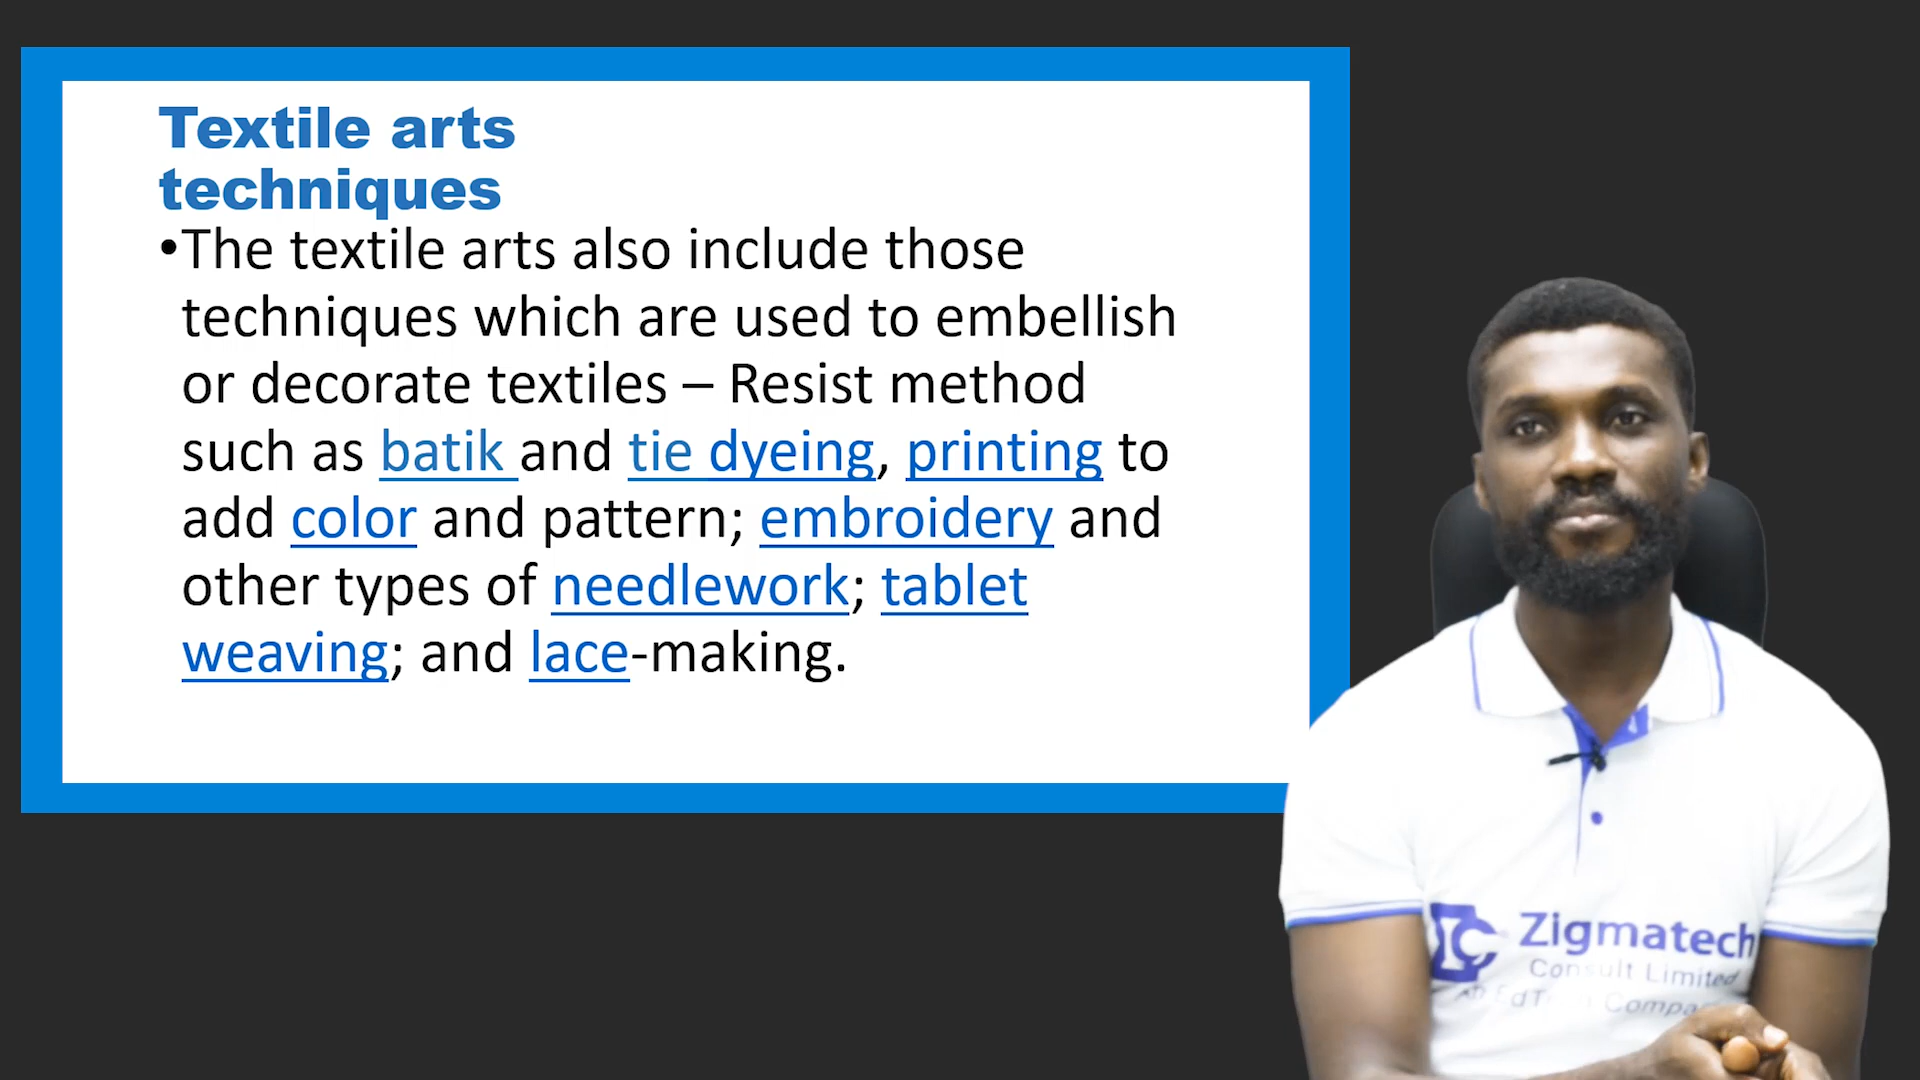 Textile arts
techniques
•The textile arts also include those
techniques which are used to embellish
or decorate textiles – Resist method
such as batik and tie dyeing, printing to
add color and pattern; embroidery and
other types of needlework; tablet
weaving; and lace-making.
Zigmatech
Consult Limited